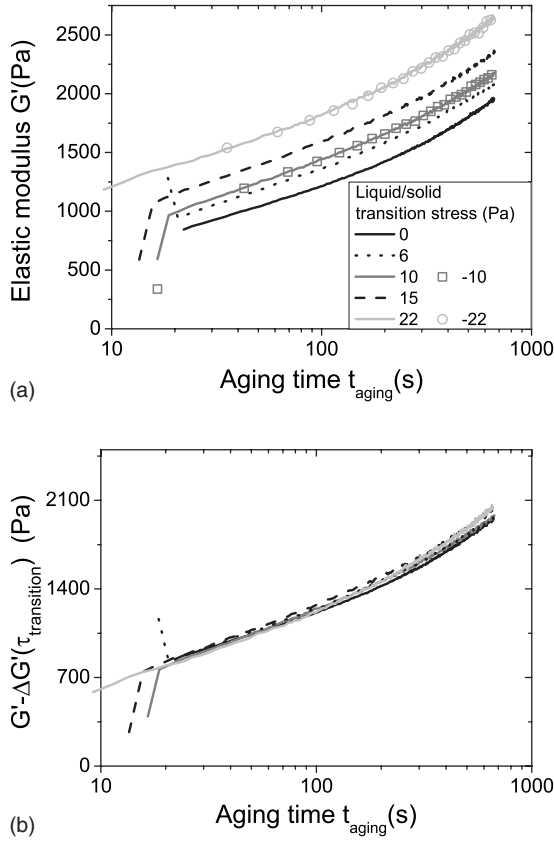 2500
2000
1500
1000
500
0
10
100
1000
Elastic modulus G'(Pa)
Aging time t_aging(s)
Liquid/solid
transition stress (Pa)
0
6
10 -10
15
22 -22
(a)
2100
1400
700
0
10
100
1000
G'-ΔG'(τ_transition) (Pa)
Aging time t_aging(s)
(b)